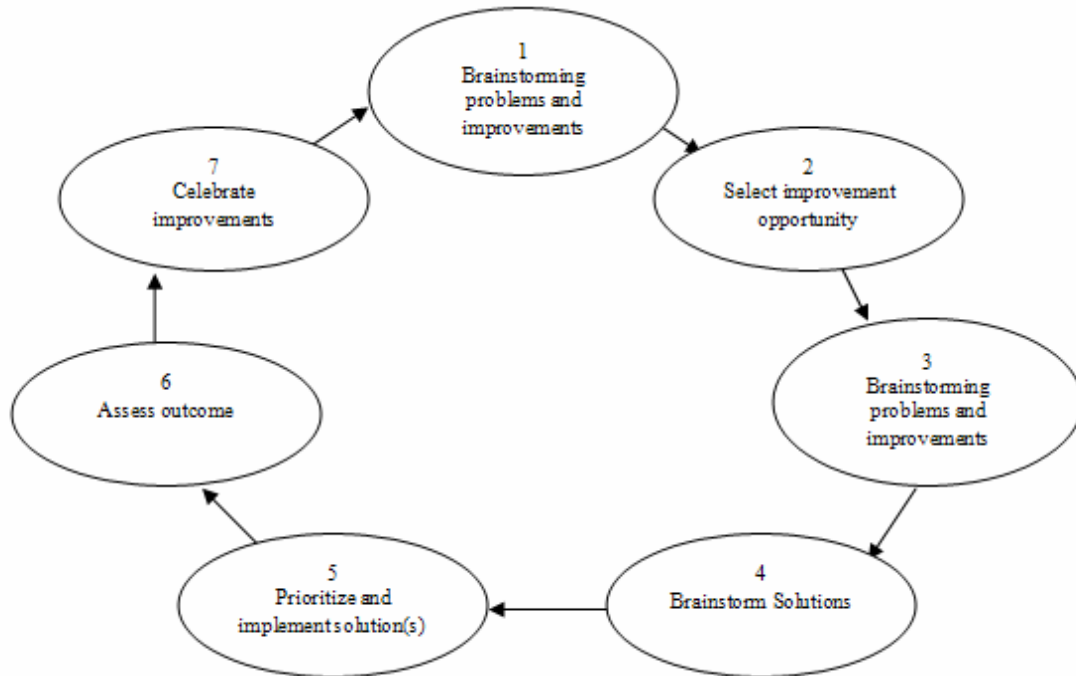 1
Brainstorming
problems and
improvements
2
Select improvement
opportunity
3
Brainstorming
problems and
improvements
4
Brainstorm Solutions
5
Prioritize and
implement solution(s)
6
Assess outcome
7
Celebrate
improvements